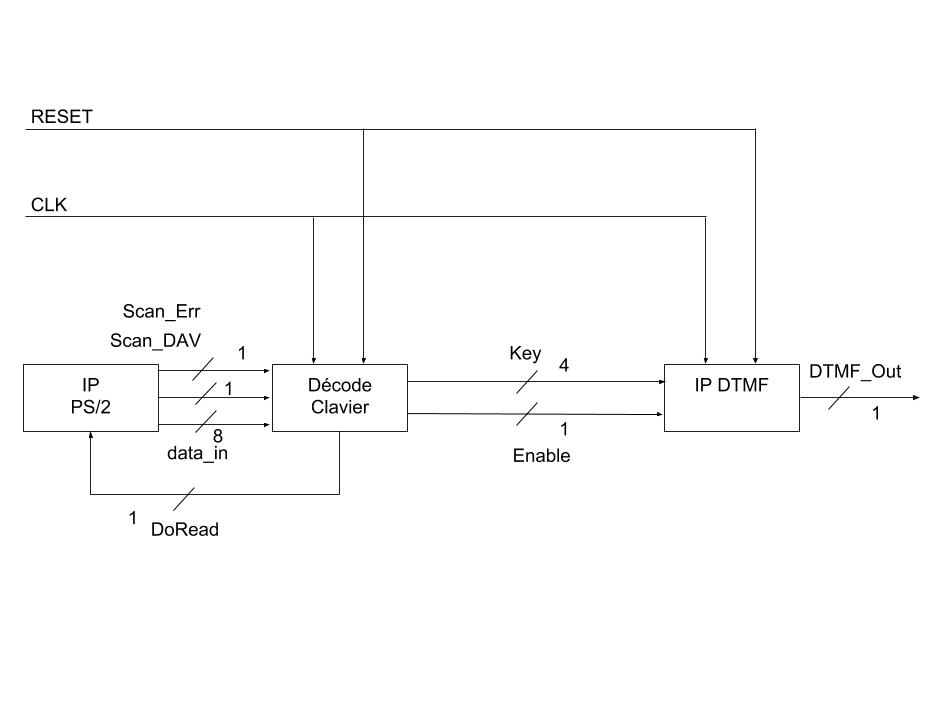 RESET
CLK
Scan_Err
Scan_DAV
1
Key
4
IP
PS/2
1
Décode
Clavier
IP DTMF
DTMF_Out
1
8
data_in
1
Enable
1
DoRead